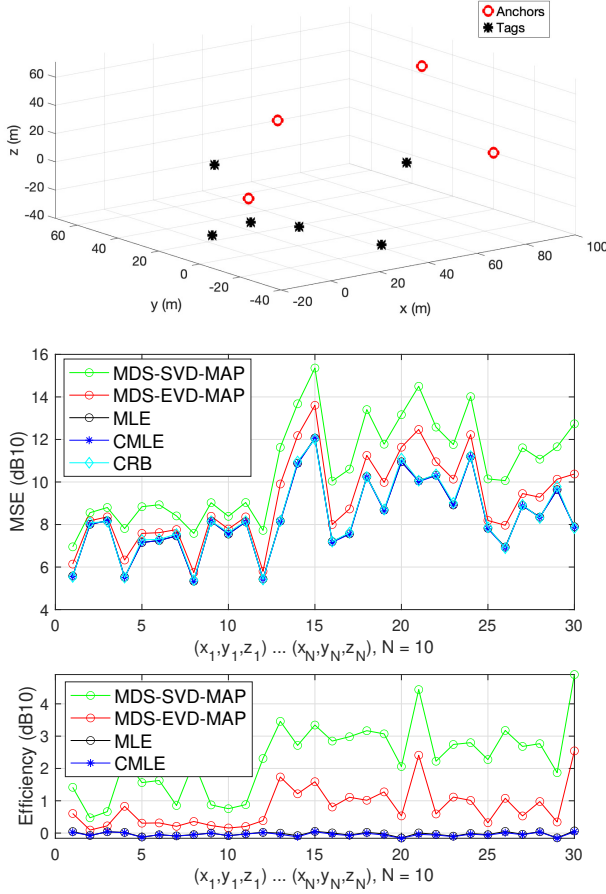 Anchors
Tags
60
40
20
0
-20
-40
z (m)
60
40
20
0
-20
-40
y (m)
-20
0
20
40
60
80
100
x (m)
16
14
12
10
8
6
4
MSE (dB10)
MDS-SVD-MAP
MDS-EVD-MAP
MLE
CMLE
CRB
0 5 10 15 20 25 30
(x1,y1,z1) ... (xN,yN,zN), N = 10
4
3
2
1
0
Efficiency (dB10)
MDS-SVD-MAP
MDS-EVD-MAP
MLE
CMLE
0 5 10 15 20 25 30
(x1,y1,z1) ... (xN,yN,zN), N = 10